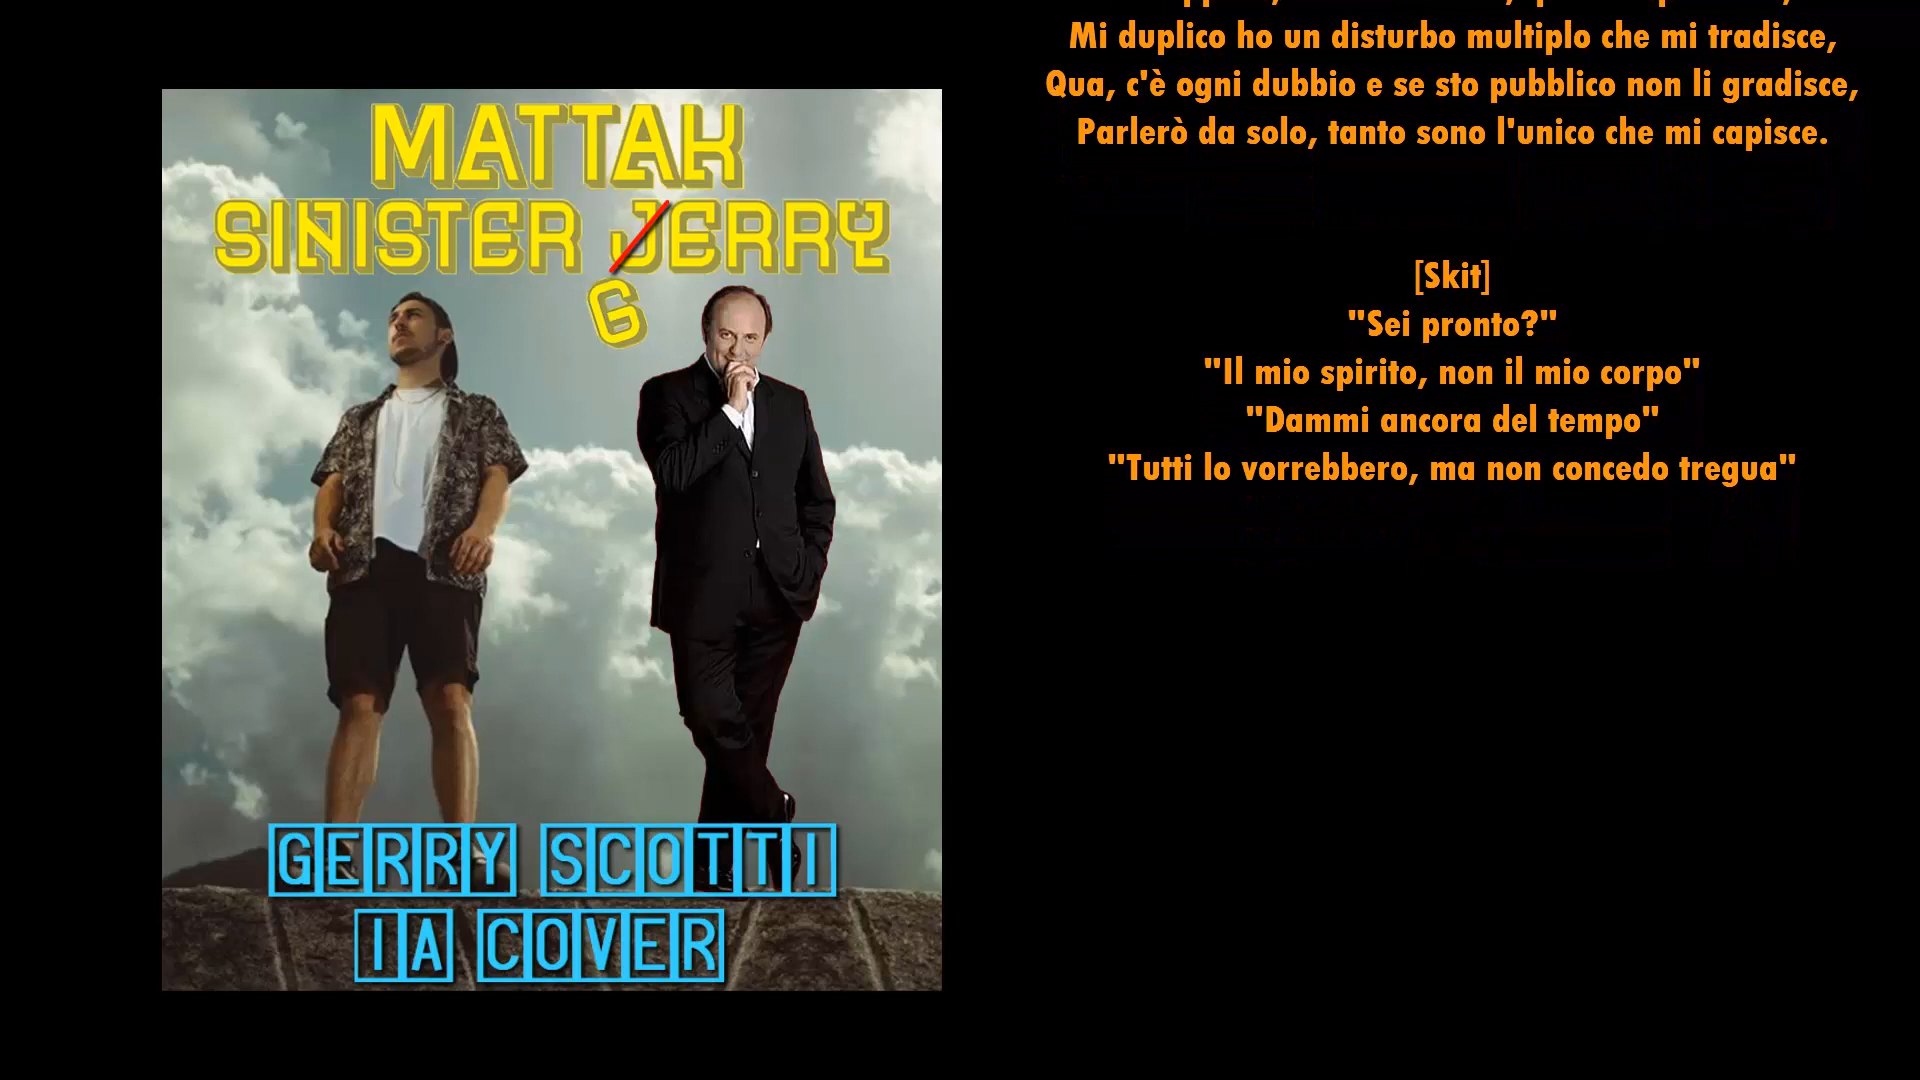 MATTAK
SINISTER JERRY
G
GERRY SCOTTI
IA COVER
Mi duplico ho un disturbo multiplo che mi tradisce,
Qua, c'è ogni dubbio e se sto pubblico non li gradisce,
Parlerò da solo, tanto sono l'unico che mi capisce.
[Skit]
"Sei pronto?"
"Il mio spirito, non il mio corpo"
"Dammi ancora del tempo"
"Tutti lo vorrebbero, ma non concedo tregua"